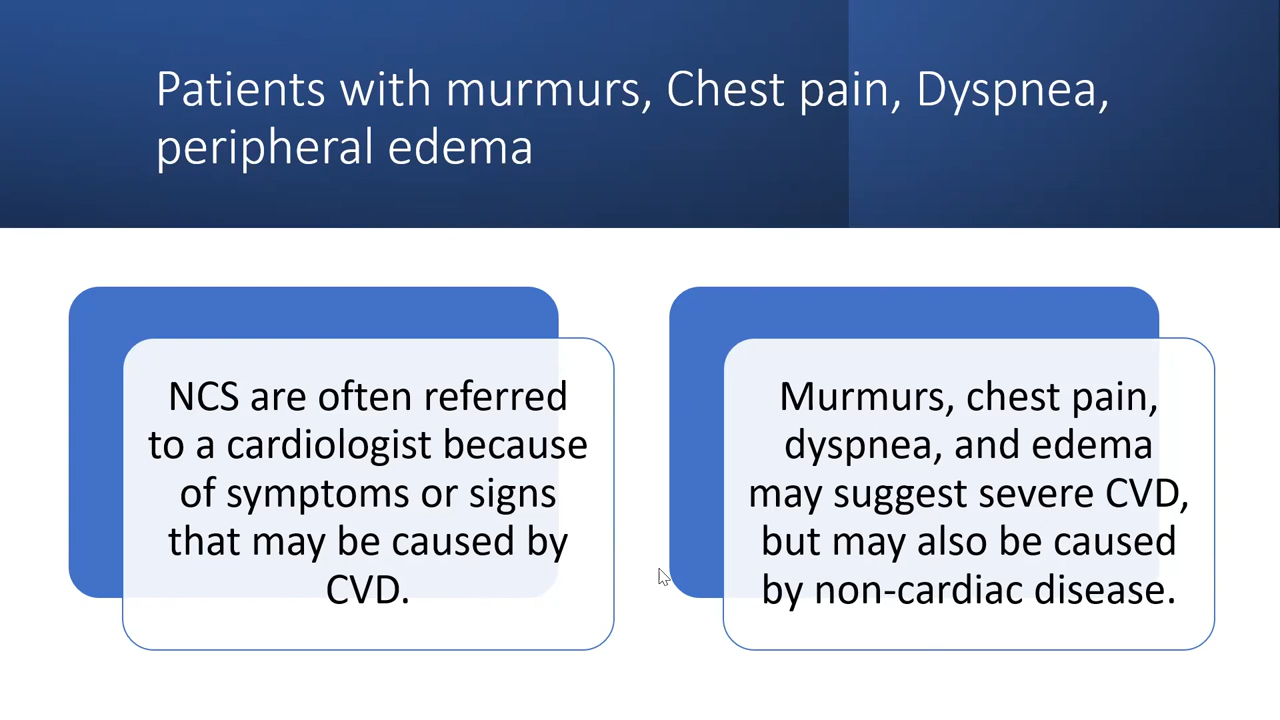 Patients with murmurs, Chest pain, Dyspnea,
peripheral edema
NCS are often referred
to a cardiologist because
of symptoms or signs
that may be caused by
CVD.
Murmurs, chest pain,
dyspnea, and edema
may suggest severe CVD,
but may also be caused
by non-cardiac disease.